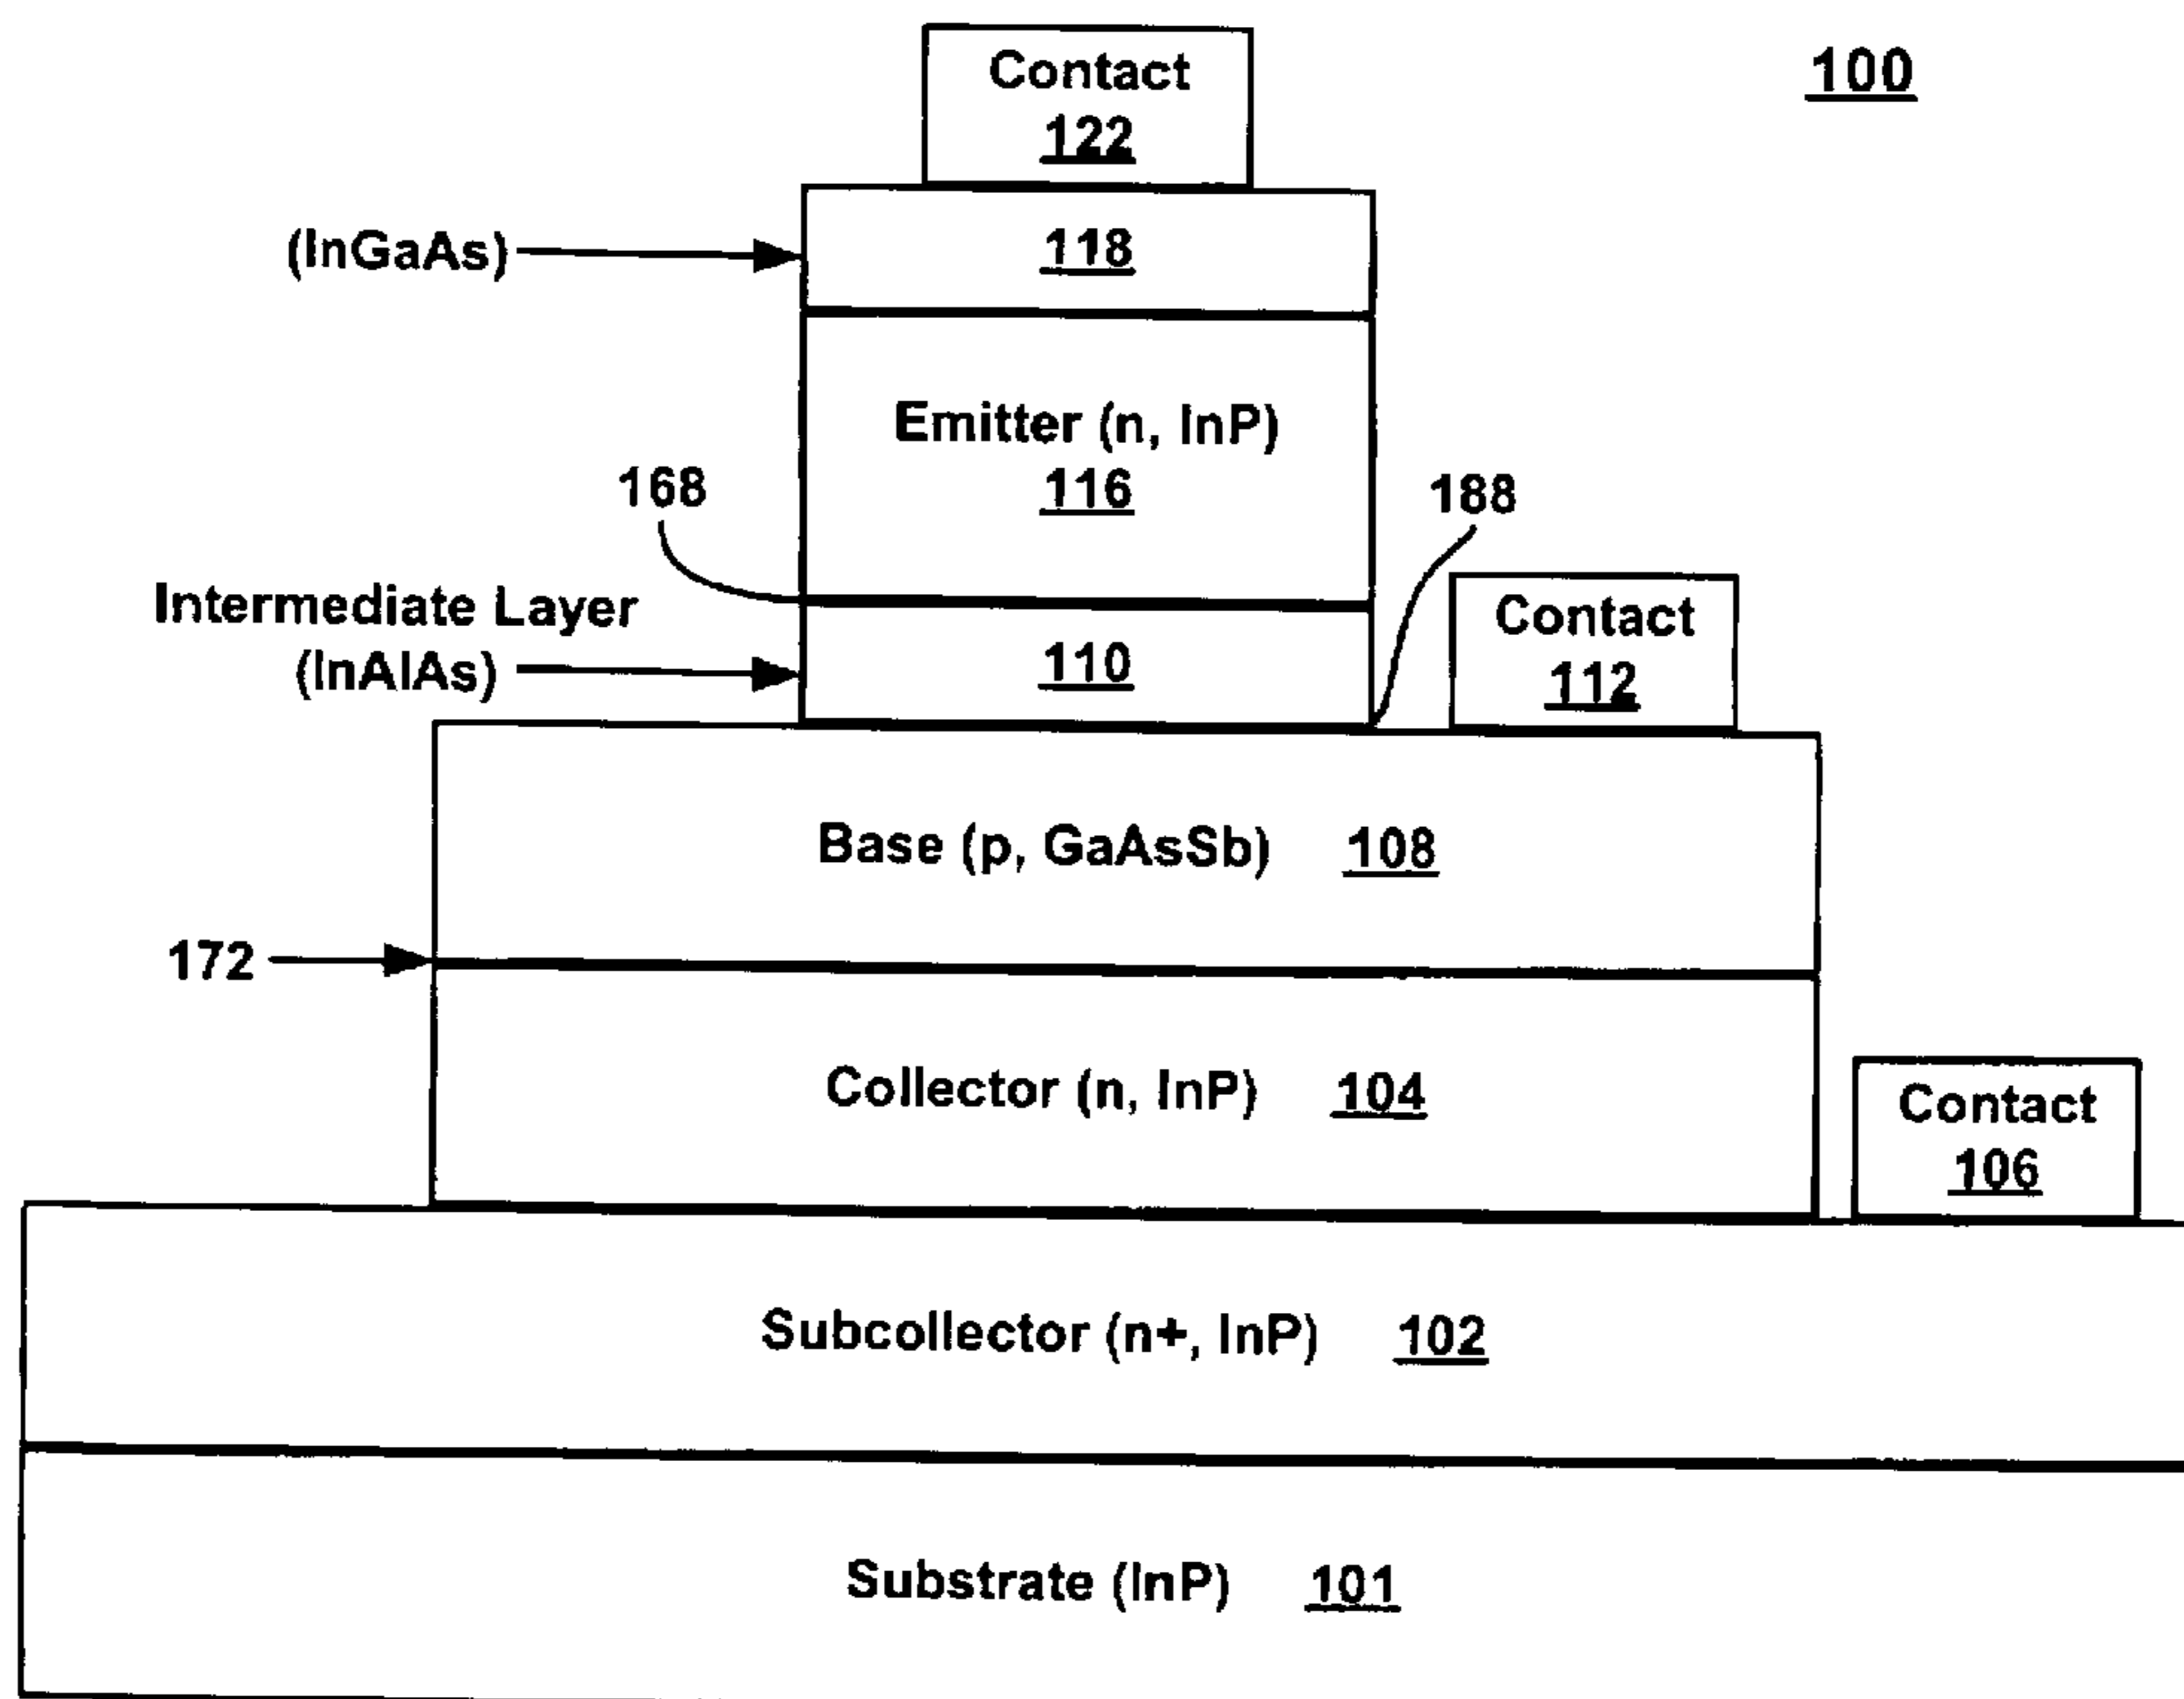 Contact
122
100
(InGaAs)
118
Emitter (n, InP)
116
168
188
Intermediate Layer
(InAlAs)
110
Contact
112
Base (p, GaAsSb) 108
172
Collector (n, InP) 104
Contact
106
Subcollector (n+, InP) 102
Substrate (InP) 101